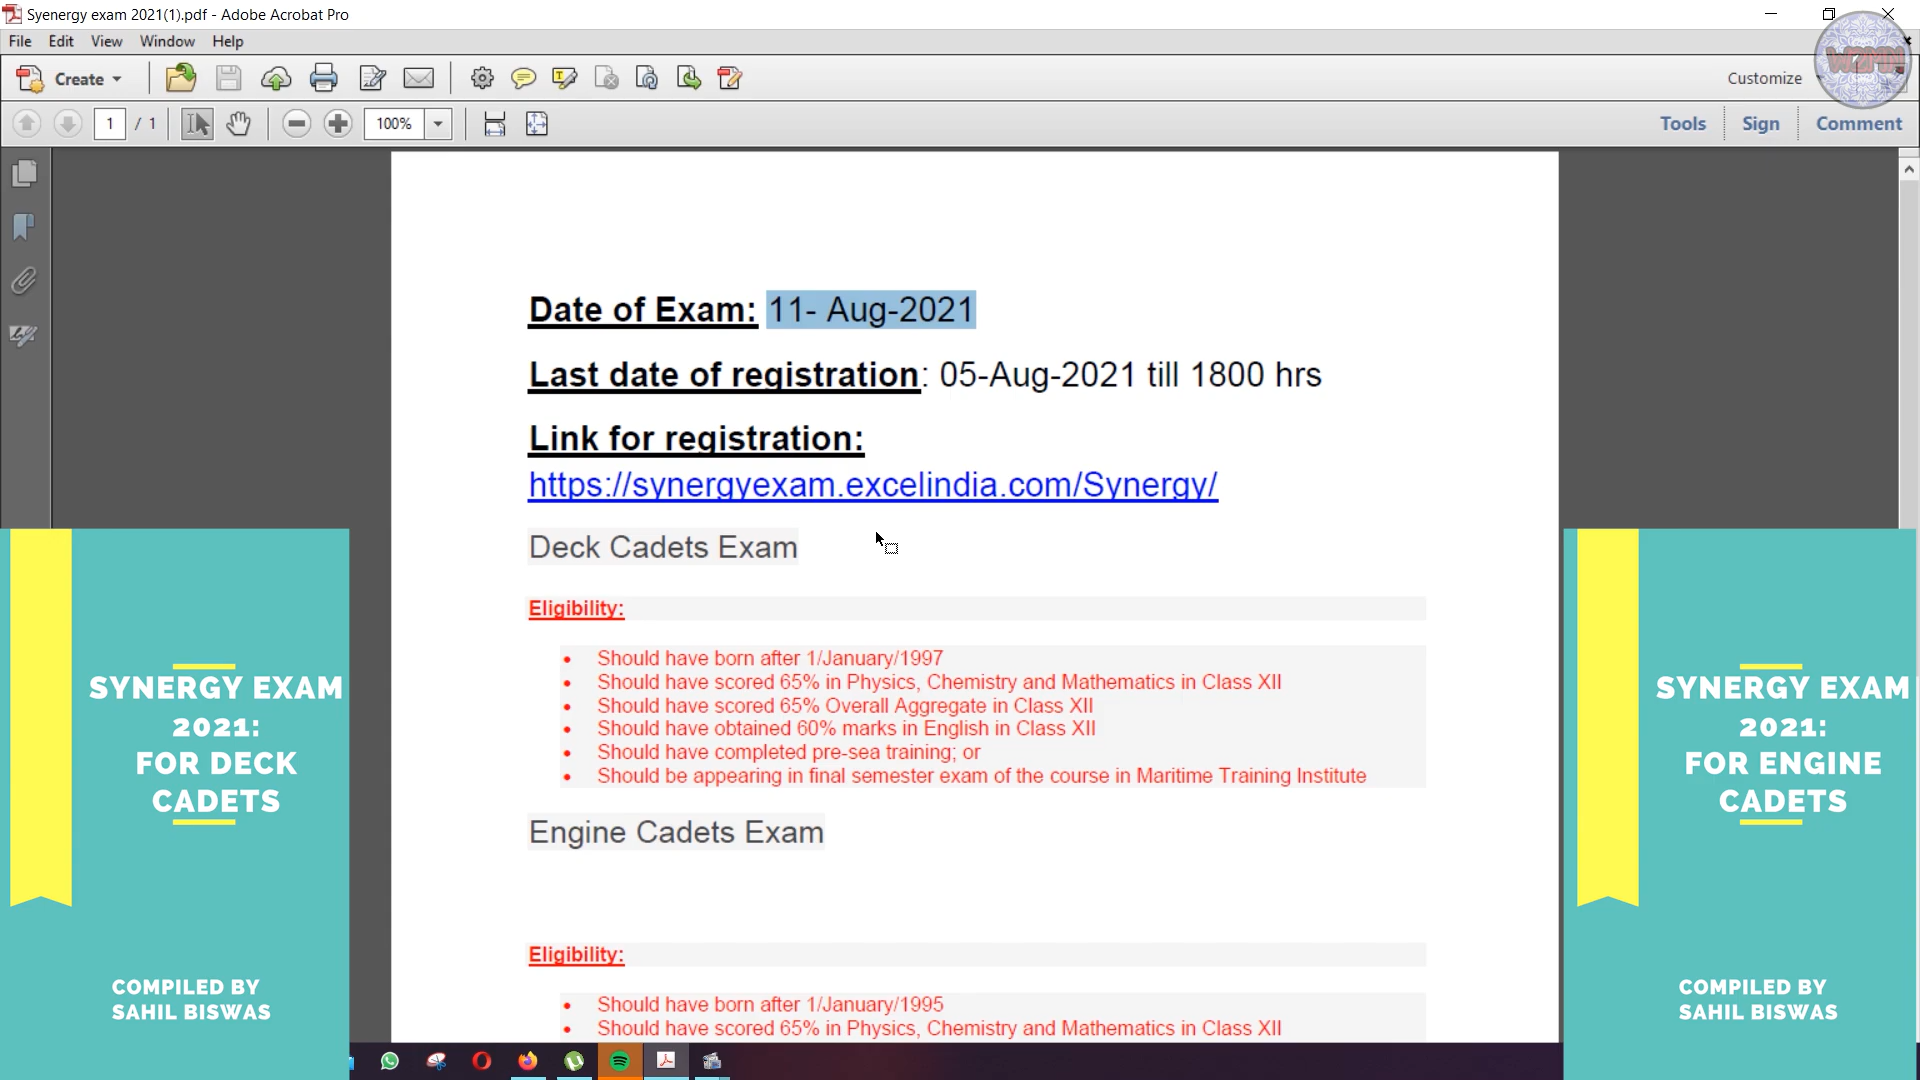 Syenergy exam 2021(1).pdf - Adobe Acrobat Pro
File Edit View Window Help
Create
Customize
1 / 1
100%
Tools Sign Comment
Date of Exam: 11- Aug-2021
Last date of registration: 05-Aug-2021 till 1800 hrs
Link for registration:
https://synergyexam.excelindia.com/Synergy/
Deck Cadets Exam
Eligibility:
• Should have born after 1/January/1997
• Should have scored 65% in Physics, Chemistry and Mathematics in Class XII
• Should have scored 65% Overall Aggregate in Class XII
• Should have obtained 60% marks in English in Class XII
• Should have completed pre-sea training; or
• Should be appearing in final semester exam of the course in Maritime Training Institute
Engine Cadets Exam
Eligibility:
• Should have born after 1/January/1995
• Should have scored 65% in Physics, Chemistry and Mathematics in Class XII
SYNERGY EXAM
2021:
FOR DECK
CADETS
COMPILED BY
SAHIL BISWAS
SYNERGY EXAM
2021:
FOR ENGINE
CADETS
COMPILED BY
SAHIL BISWAS